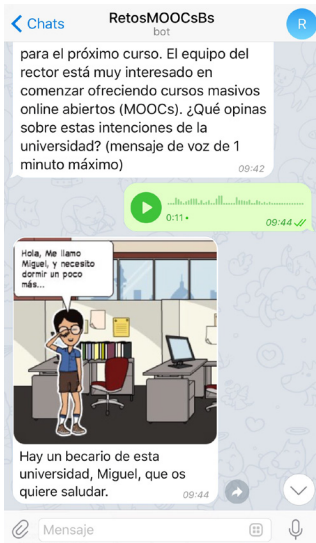 Chats
RetosMOOCsBs
bot
R
para el próximo curso. El equipo del
rector está muy interesado en
comenzar ofreciendo cursos masivos
online abiertos (MOOCs). ¿Qué opinas
sobre estas intenciones de la
universidad? (mensaje de voz de 1
minuto máximo)
09:42
0:11
09:44
Hola, Me llamo
Miguel, y necesito
dormir un poco
más...
Hay un becario de esta
universidad, Miguel, que os
quiere saludar.
09:44
Mensaje